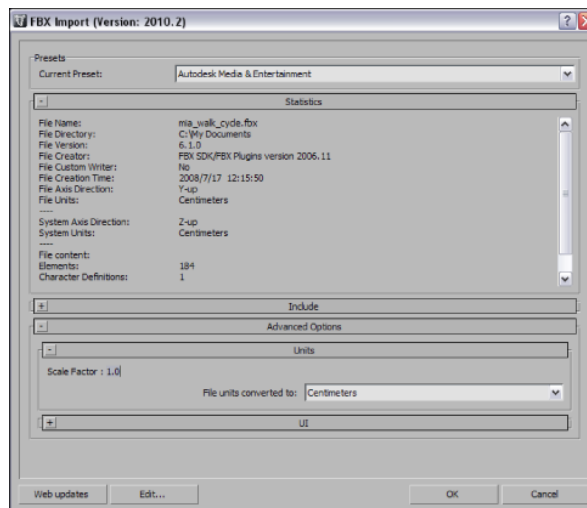 FBX Import (Version: 2010.2)
Presets
Current Preset: Autodesk Media & Entertainment
Statistics
File Name: mia_walk_cycle.fbx
File Directory: C:\My Documents
File Version: 6.1.0
File Creator: FBX SDK/FBX Plugins version 2006.11
File Custom Writer: No
File Creation Time: 2008/7/17 12:15:50
File Axis Direction: Y-up
File Units: Centimeters
----
System Axis Direction: Z-up
System Units: Centimeters
----
File content:
Elements: 184
Character Definitions: 1
Include
Advanced Options
Units
Scale Factor : 1.0
File units converted to: Centimeters
UI
Web updates Edit... OK Cancel